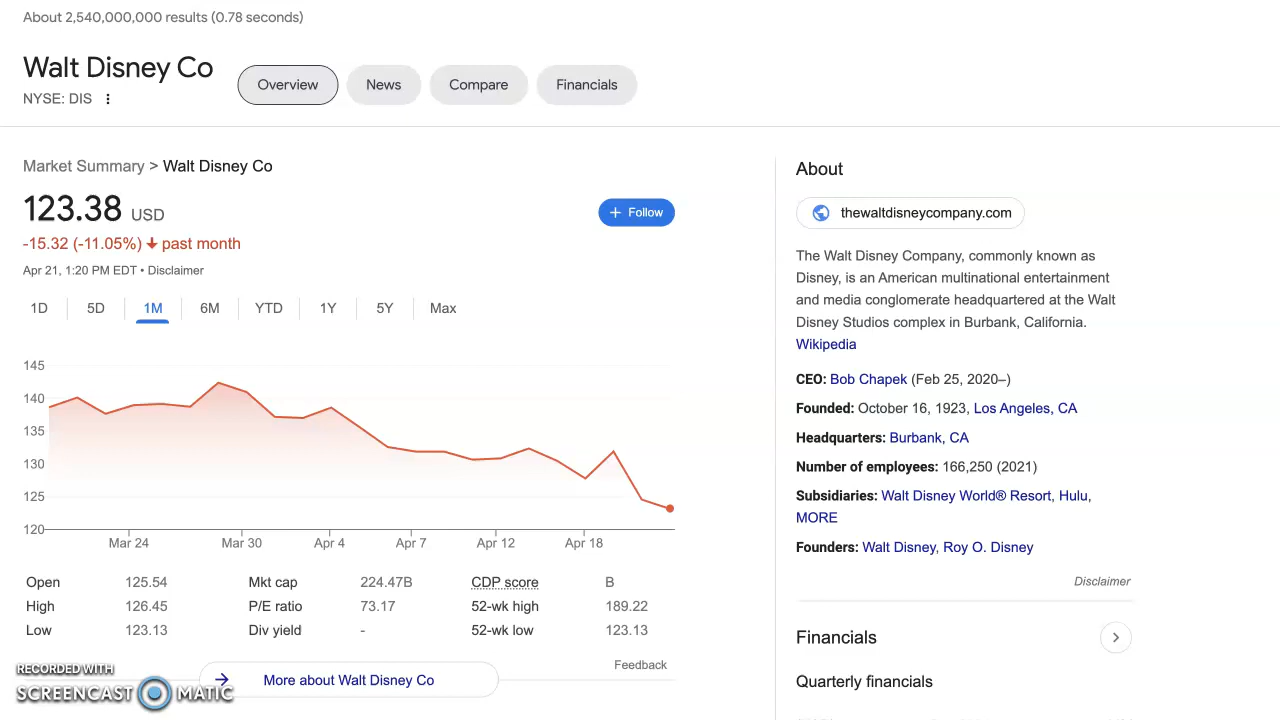 About 2,540,000,000 results (0.78 seconds)
Walt Disney Co
NYSE: DIS
Overview News Compare Financials
Market Summary > Walt Disney Co
123.38 USD
+ Follow
-15.32 (-11.05%) past month
Apr 21, 1:20 PM EDT • Disclaimer
1D 5D 1M 6M YTD 1Y 5Y Max
145
140
135
130
125
120
Mar 24 Mar 30 Apr 4 Apr 7 Apr 12 Apr 18
Open 125.54 Mkt cap 224.47B CDP score B
High 126.45 P/E ratio 73.17 52-wk high 189.22
Low 123.13 Div yield - 52-wk low 123.13
Feedback
More about Walt Disney Co
RECORDED WITH
SCREENCAST MATIC
About
thewaltdisneycompany.com
The Walt Disney Company, commonly known as
Disney, is an American multinational entertainment
and media conglomerate headquartered at the Walt
Disney Studios complex in Burbank, California.
Wikipedia
CEO: Bob Chapek (Feb 25, 2020–)
Founded: October 16, 1923, Los Angeles, CA
Headquarters: Burbank, CA
Number of employees: 166,250 (2021)
Subsidiaries: Walt Disney World® Resort, Hulu,
MORE
Founders: Walt Disney, Roy O. Disney
Disclaimer
Financials
Quarterly financials